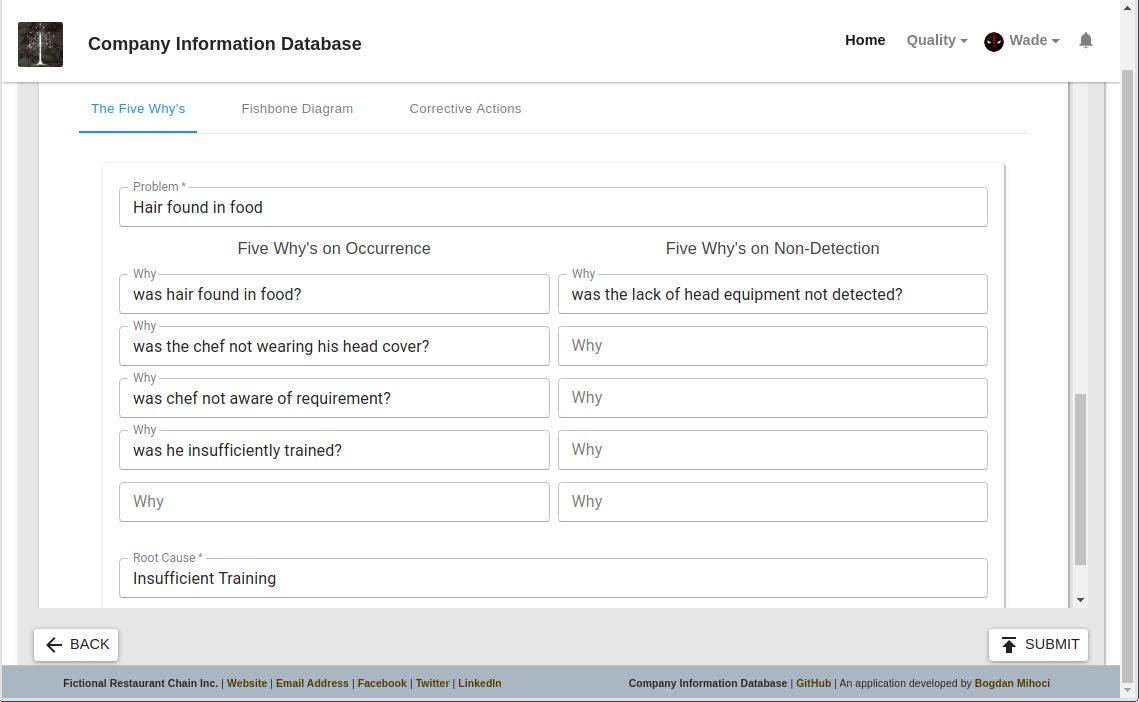 Company Information Database
Home Quality Wade
The Five Why's Fishbone Diagram Corrective Actions
Problem *
Hair found in food
Five Why's on Occurrence Five Why's on Non-Detection
Why Why
was hair found in food? was the lack of head equipment not detected?
Why
was the chef not wearing his head cover? Why
Why
was chef not aware of requirement? Why
Why
was he insufficiently trained? Why
Why Why
Root Cause *
Insufficient Training
BACK SUBMIT
Fictional Restaurant Chain Inc. | Website | Email Address | Facebook | Twitter | LinkedIn Company Information Database | GitHub | An application developed by Bogdan Mihoci